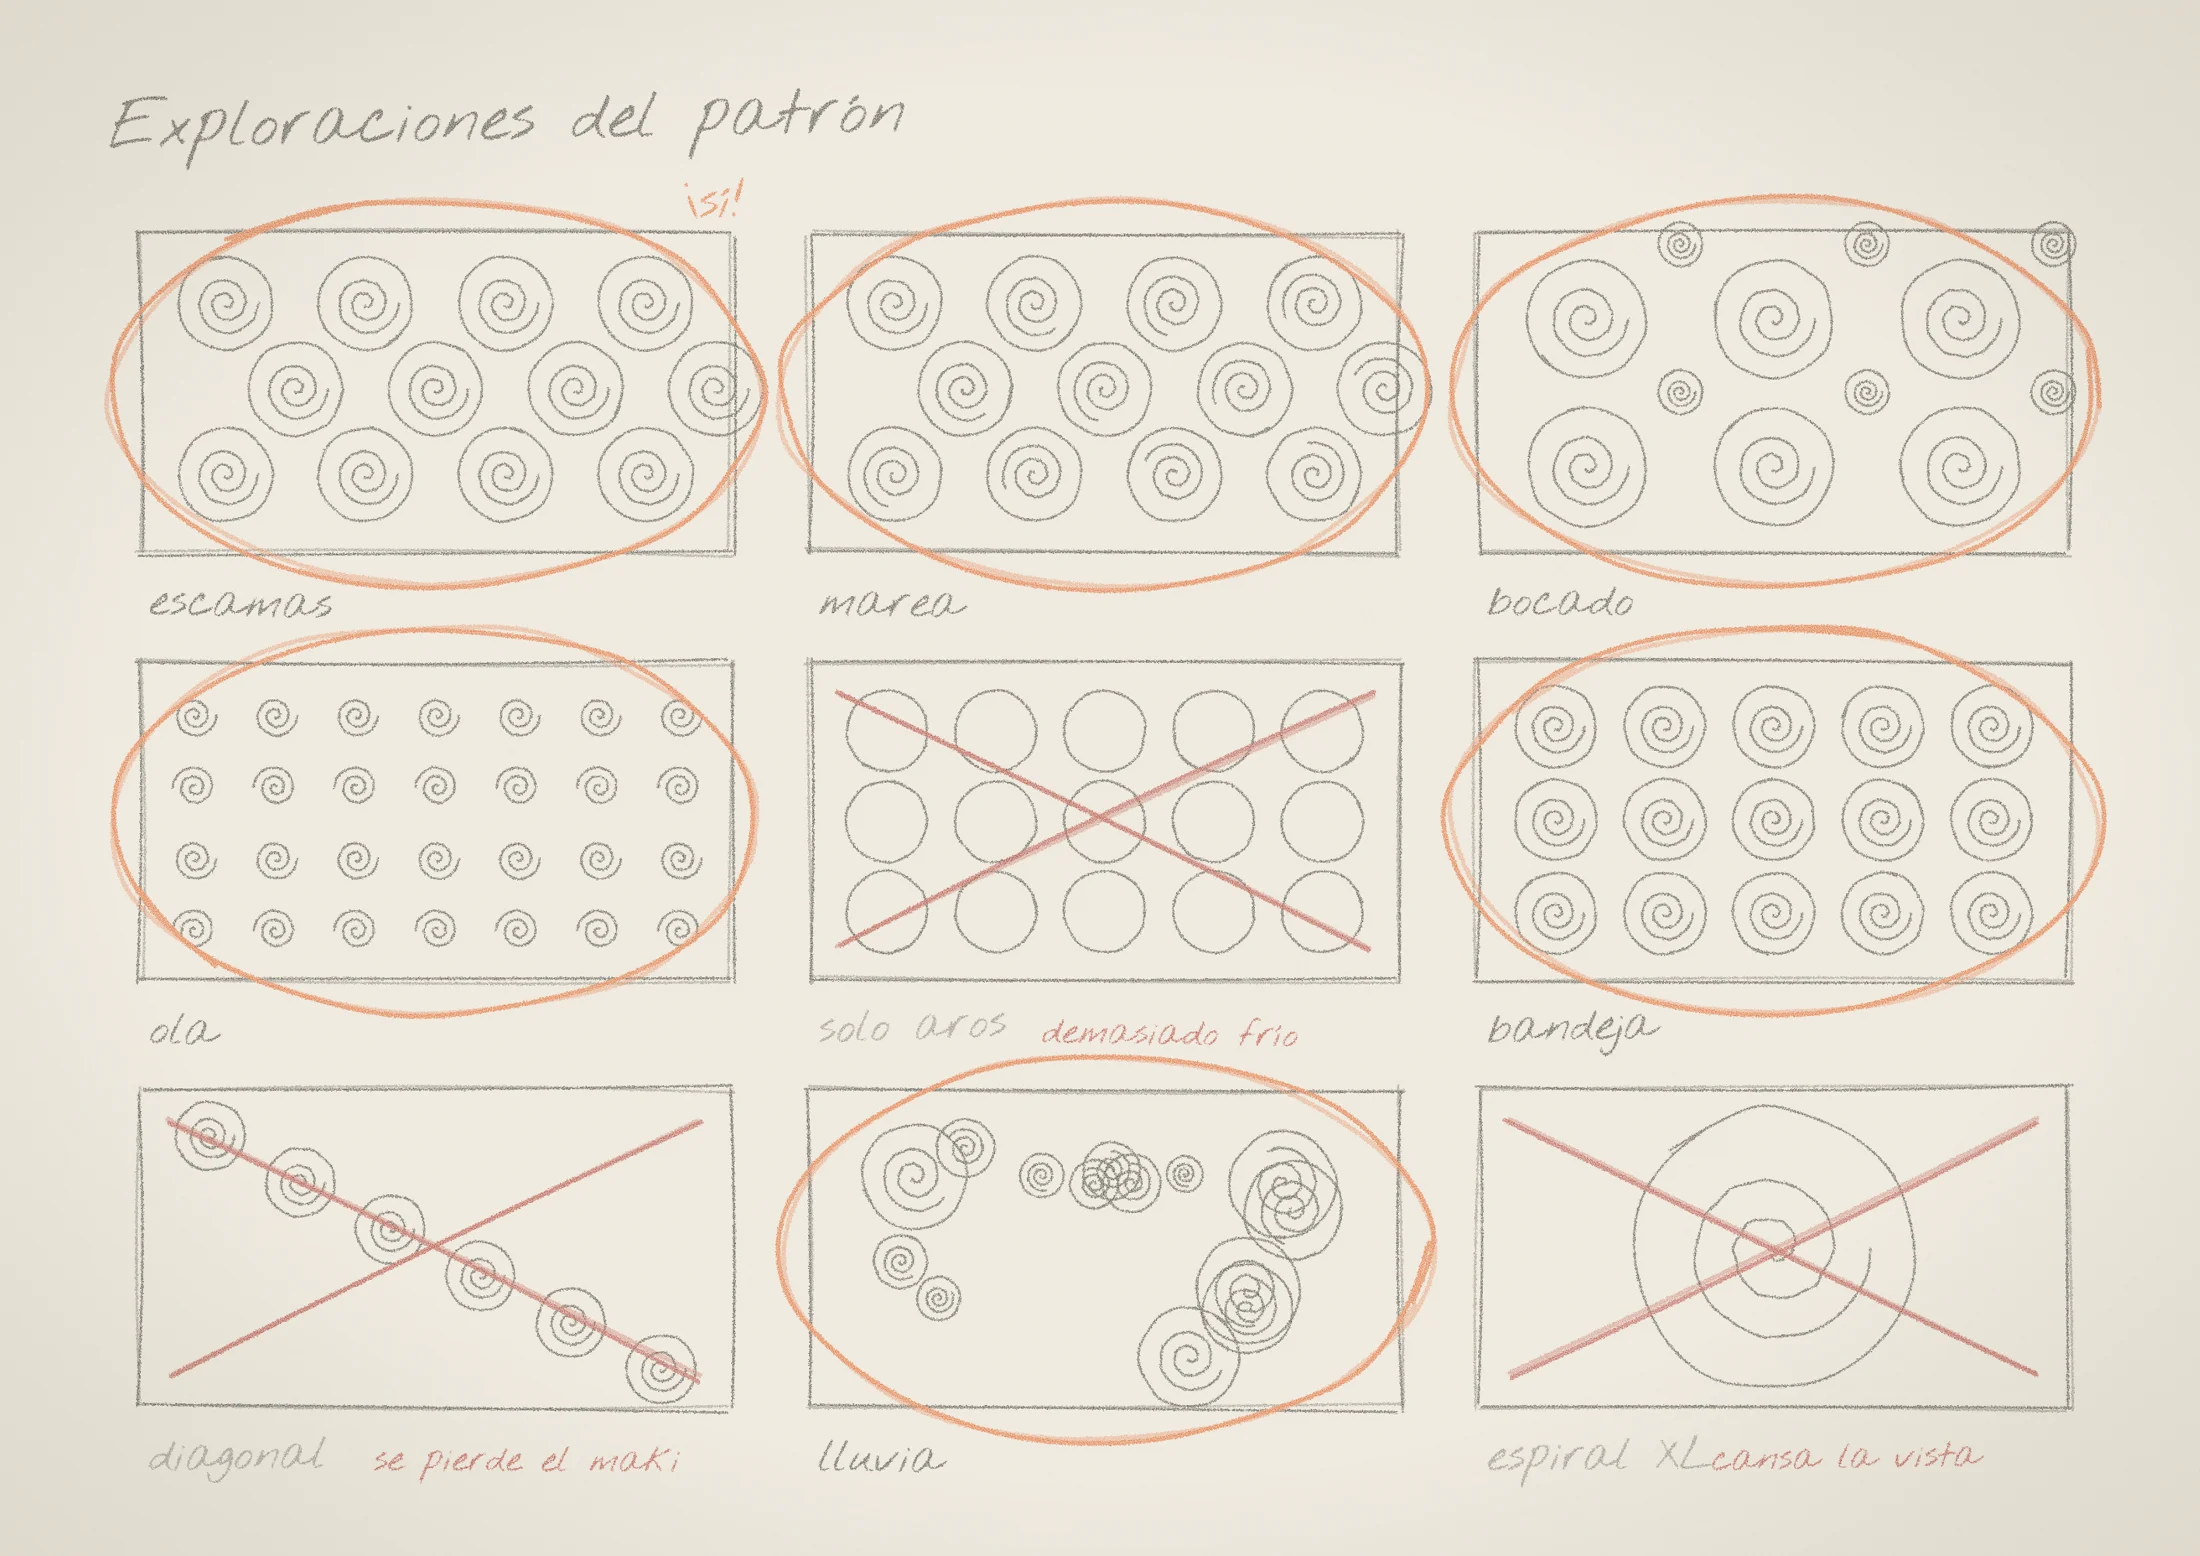 Exploraciones del patrón
¡sí!
escamas
marea
bocado
ola
solo aros demasiado frío
bandeja
diagonal se pierde el maki
lluvia
espiral XL cansa la vista